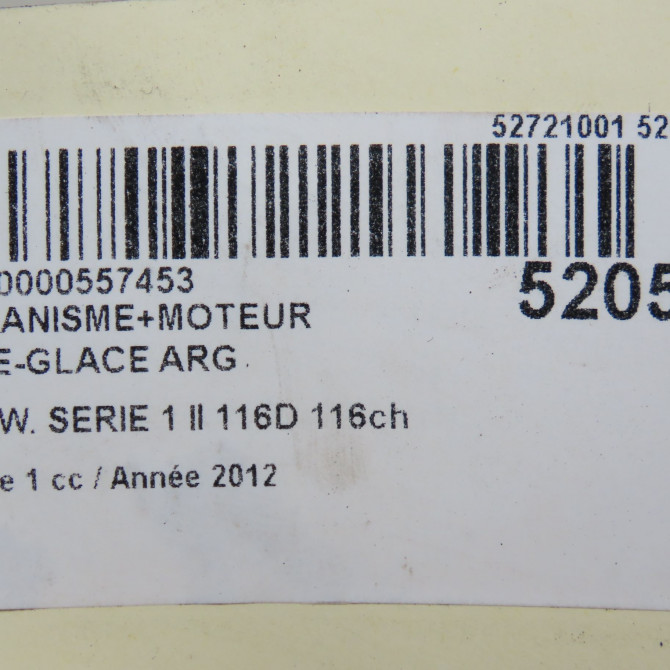 52721001 52
0000557453
5205
ANISME+MOTEUR
E-GLACE ARG
W. SERIE 1 II 116D 116ch
e 1 cc / Année 2012